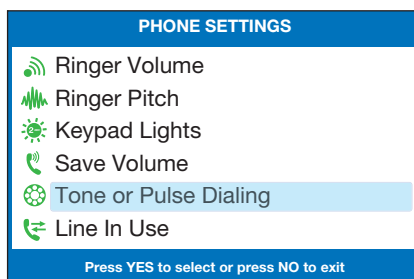 PHONE SETTINGS
Ringer Volume
Ringer Pitch
Keypad Lights
Save Volume
Tone or Pulse Dialing
Line In Use
Press YES to select or press NO to exit